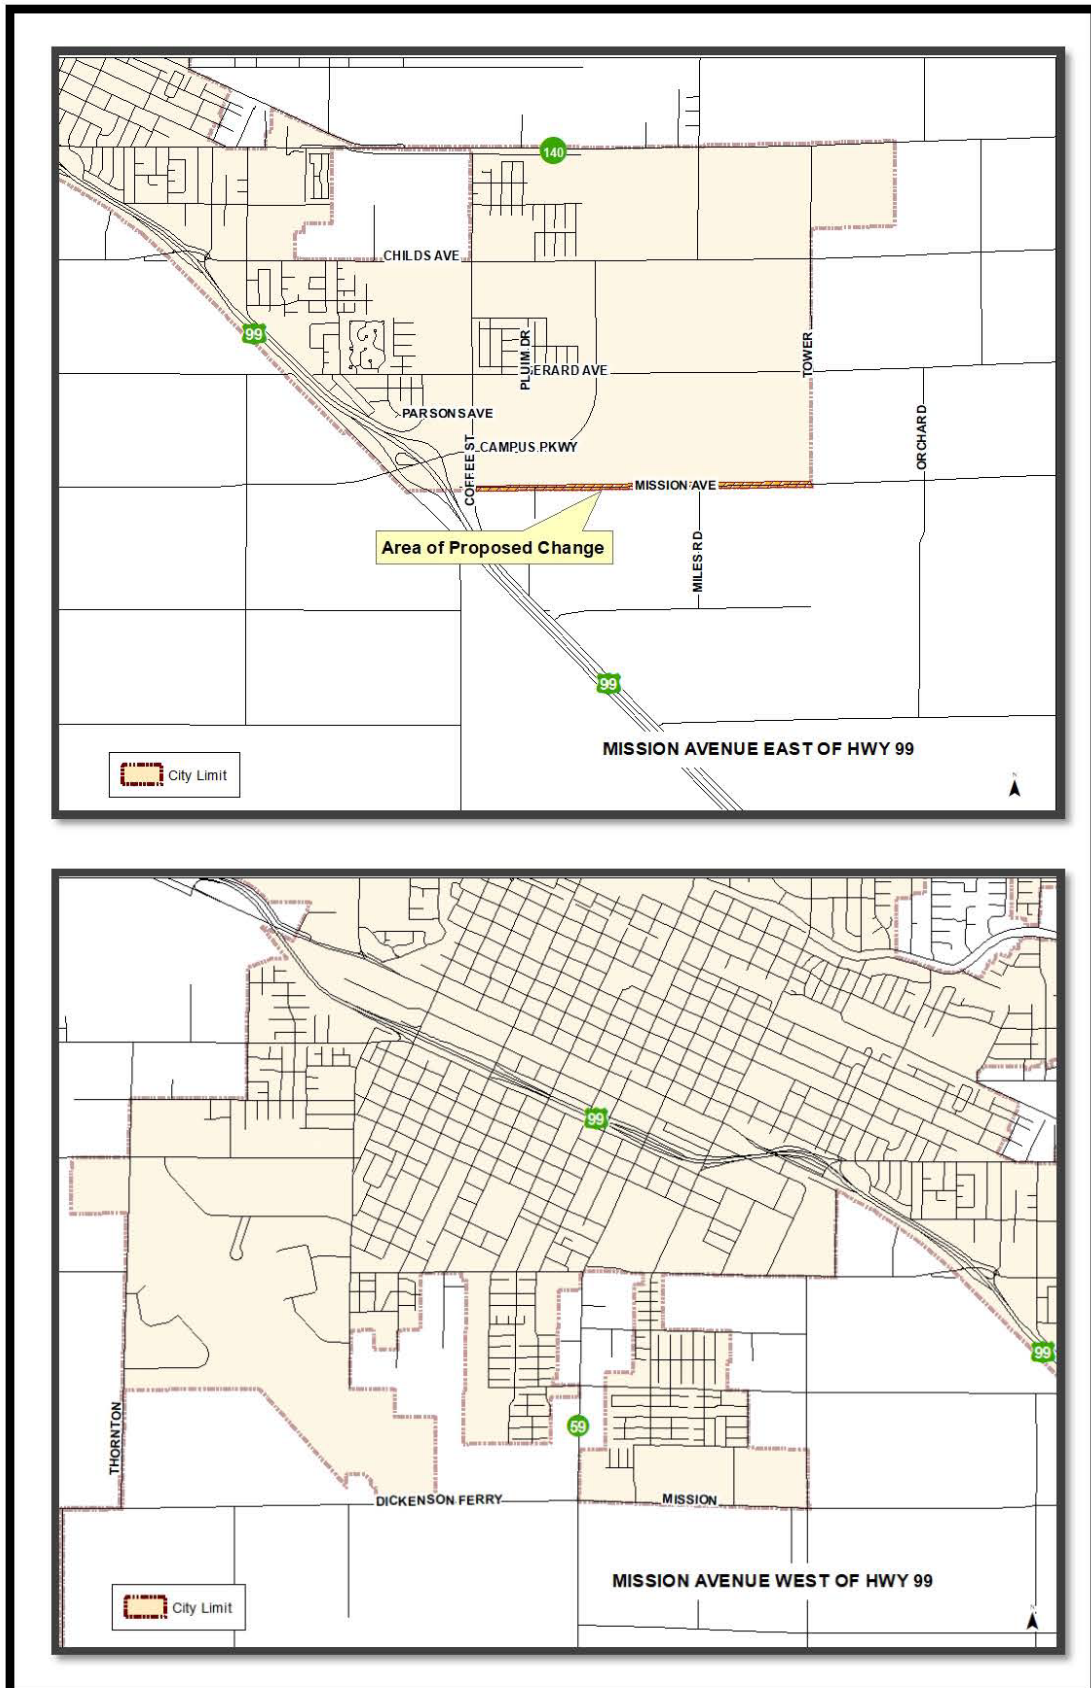 140
CHILDS AVE
99
PLUIM DR
GERARD AVE
TOWER
PARSONS AVE
ORCHARD
COFFEE ST
CAMPUS PKWY
MISSION AVE
Area of Proposed Change
MILES RD
99
MISSION AVENUE EAST OF HWY 99
City Limit
N
99
99
THORNTON
59
DICKENSON FERRY
MISSION
MISSION AVENUE WEST OF HWY 99
City Limit
N